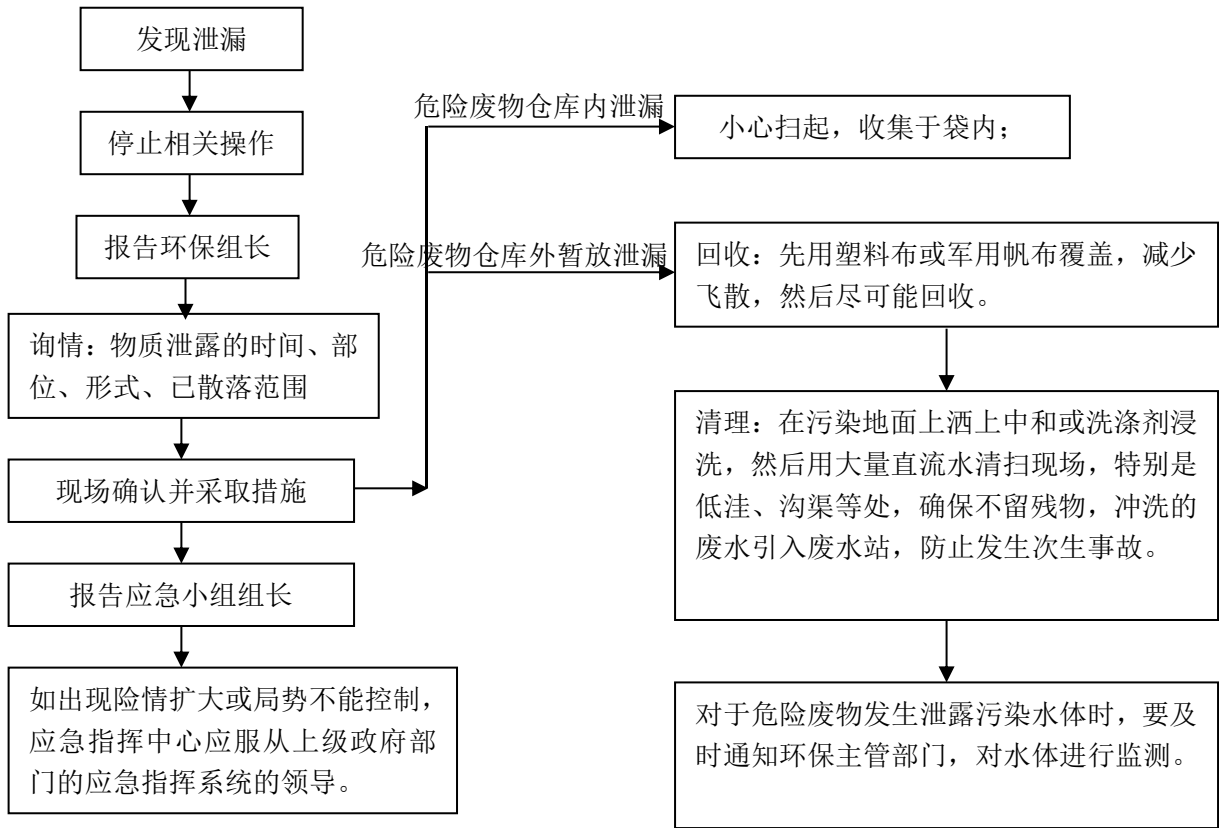 发现泄漏
停止相关操作
报告环保组长
询情：物质泄露的时间、部
位、形式、已散落范围
现场确认并采取措施
报告应急小组组长
如出现险情扩大或局势不能控制，
应急指挥中心应服从上级政府部
门的应急指挥系统的领导。
危险废物仓库内泄漏
小心扫起，收集于袋内；
危险废物仓库外暂放泄漏
回收：先用塑料布或军用帆布覆盖，减少
飞散，然后尽可能回收。
清理：在污染地面上洒上中和或洗涤剂浸
洗，然后用大量直流水清扫现场，特别是
低洼、沟渠等处，确保不留残物，冲洗的
废水引入废水站，防止发生次生事故。
对于危险废物发生泄露污染水体时，要及
时通知环保主管部门，对水体进行监测。